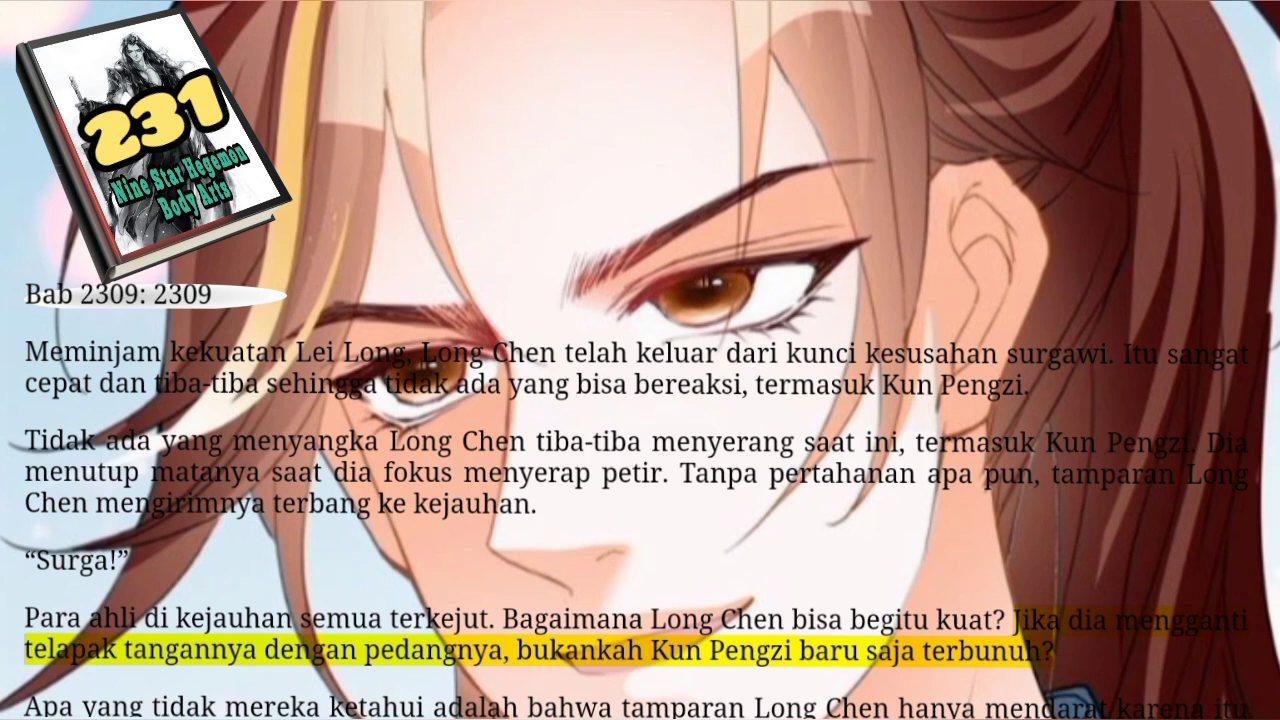 231
Nine Star Hegemon
Body Arts
Bab 2309: 2309
Meminjam kekuatan Lei Long, Long Chen telah keluar dari kunci kesusahan surgawi. Itu sangat
cepat dan tiba-tiba sehingga tidak ada yang bisa bereaksi, termasuk Kun Pengzi.
Tidak ada yang menyangka Long Chen tiba-tiba menyerang saat ini, termasuk Kun Pengzi. Dia
menutup matanya saat dia fokus menyerap petir. Tanpa pertahanan apa pun, tamparan Long
Chen mengirimnya terbang ke kejauhan.
“Surga!”
Para ahli di kejauhan semua terkejut. Bagaimana Long Chen bisa begitu kuat? Jika dia mengganti
telapak tangannya dengan pedangnya, bukankah Kun Pengzi baru saja terbunuh?
Apa yang tidak mereka ketahui adalah bahwa tamparan Long Chen hanya mendarat karena itu